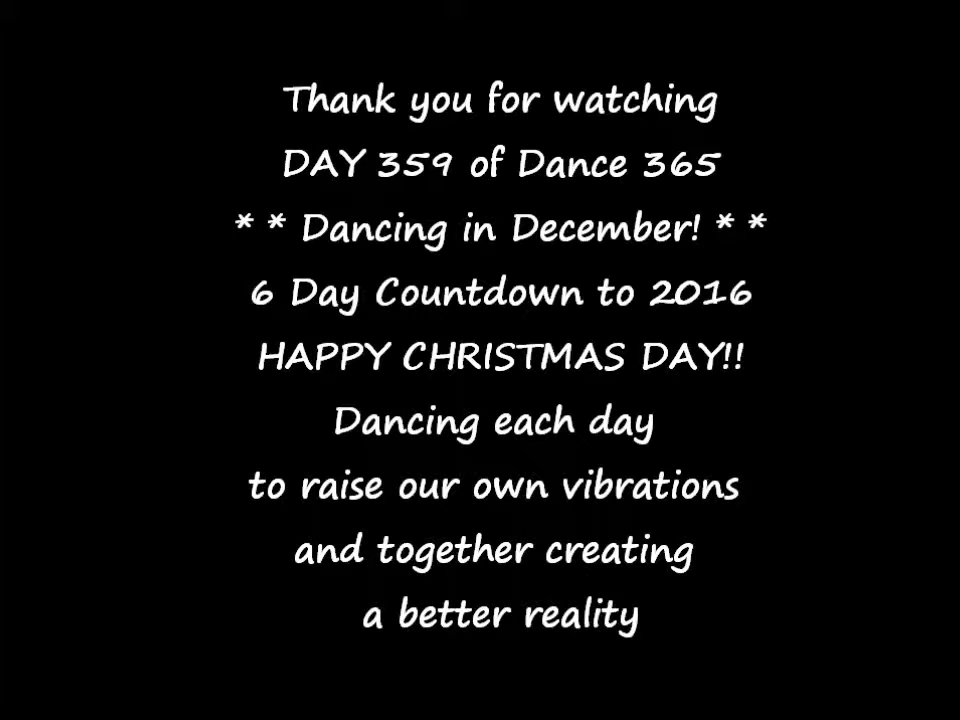 Thank you for watching
DAY 359 of Dance 365
* * Dancing in December! * *
6 Day Countdown to 2016
HAPPY CHRISTMAS DAY!!
Dancing each day
to raise our own vibrations
and together creating
a better reality